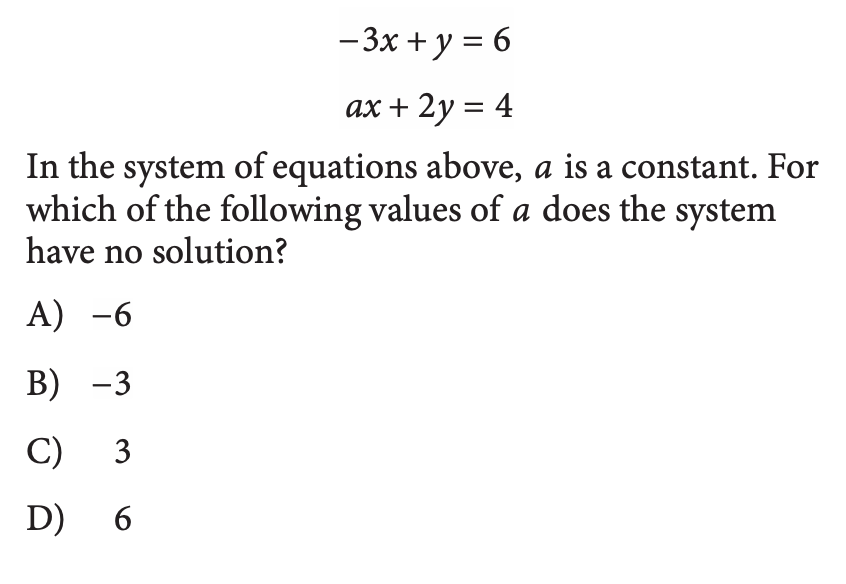 −3x + y = 6
ax + 2y = 4
In the system of equations above, a is a constant. For
which of the following values of a does the system
have no solution?
A) −6
B) −3
C) 3
D) 6